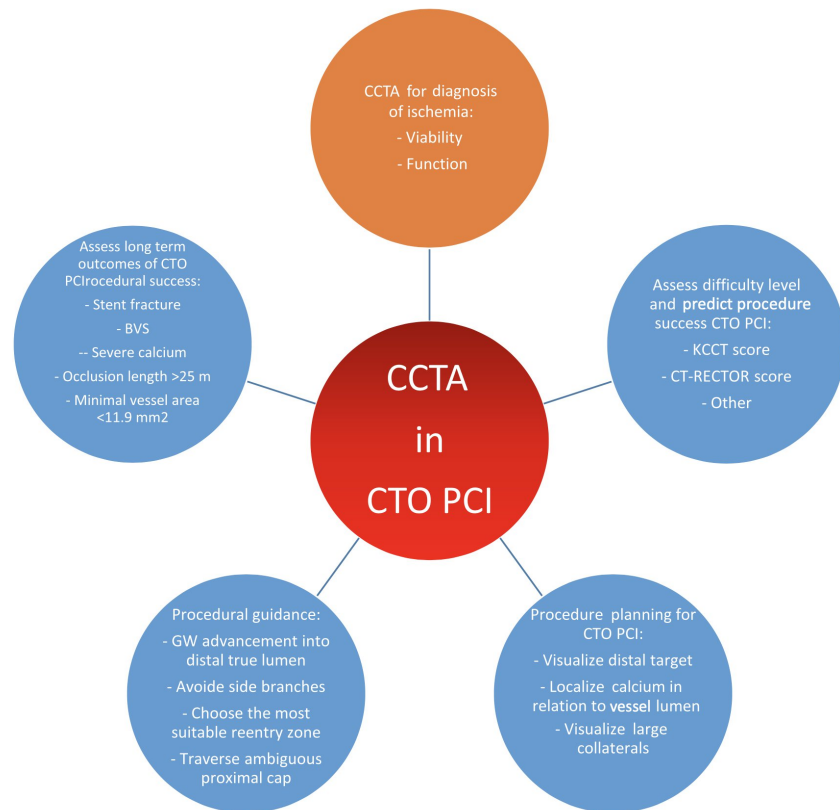 CCTA for diagnosis
of ischemia:
- Viability
- Function
Assess long term
outcomes of CTO
PCIrocedural success:
- Stent fracture
- BVS
-- Severe calcium
- Occlusion length >25 m
- Minimal vessel area
<11.9 mm2
Assess difficulty level
and predict procedure
success CTO PCI:
- KCCT score
- CT-RECTOR score
- Other
CCTA
in
CTO PCI
Procedural guidance:
- GW advancement into
distal true lumen
- Avoide side branches
- Choose the most
suitable reentry zone
- Traverse ambiguous
proximal cap
Procedure planning for
CTO PCI:
- Visualize distal target
- Localize calcium in
relation to vessel lumen
- Visualize large
collaterals